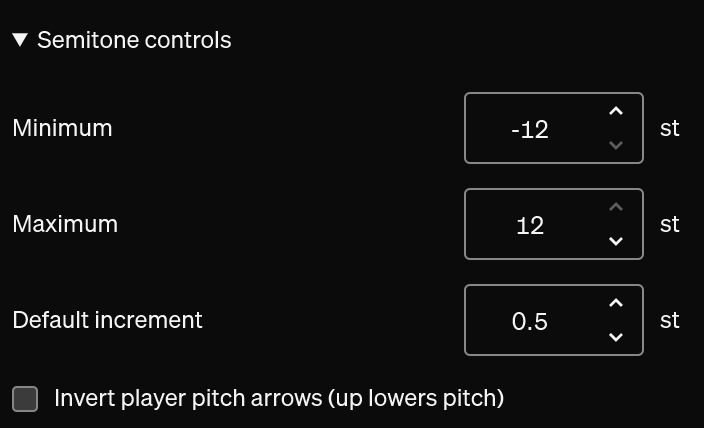 ▼ Semitone controls
Minimum -12 st
Maximum 12 st
Default increment 0.5 st
Invert player pitch arrows (up lowers pitch)